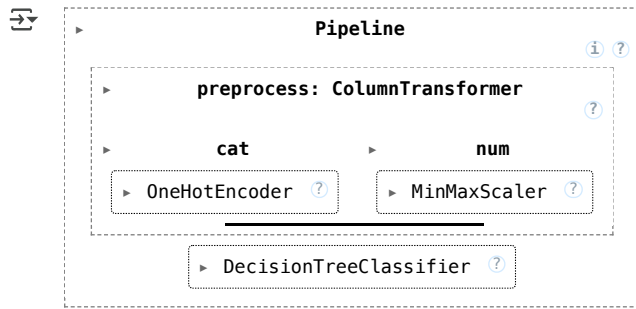 Pipeline
i ?
preprocess: ColumnTransformer
?
cat num
OneHotEncoder ? MinMaxScaler ?
DecisionTreeClassifier ?